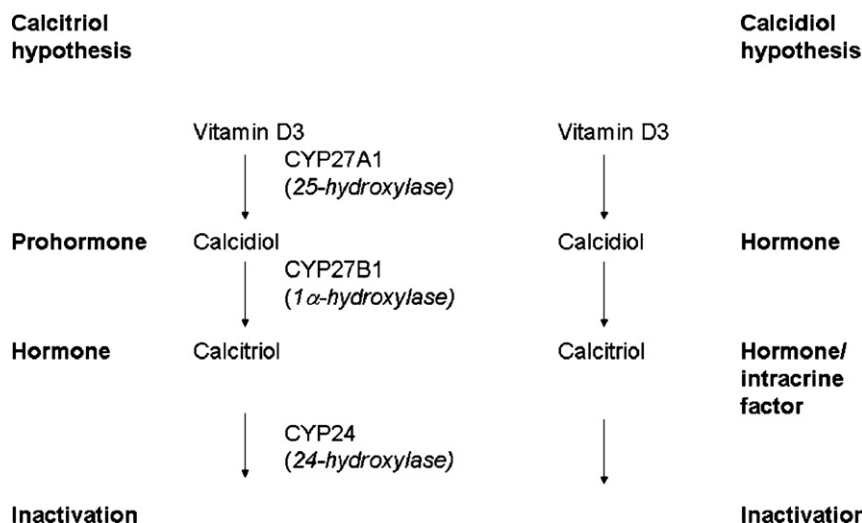 Calcitriol
hypothesis
Calcidiol
hypothesis
Vitamin D3
Vitamin D3
CYP27A1
(25-hydroxylase)
Prohormone
Calcidiol
Calcidiol
Hormone
CYP27B1
(1α-hydroxylase)
Hormone
Calcitriol
Calcitriol
Hormone/
intracrine
factor
CYP24
(24-hydroxylase)
Inactivation
Inactivation